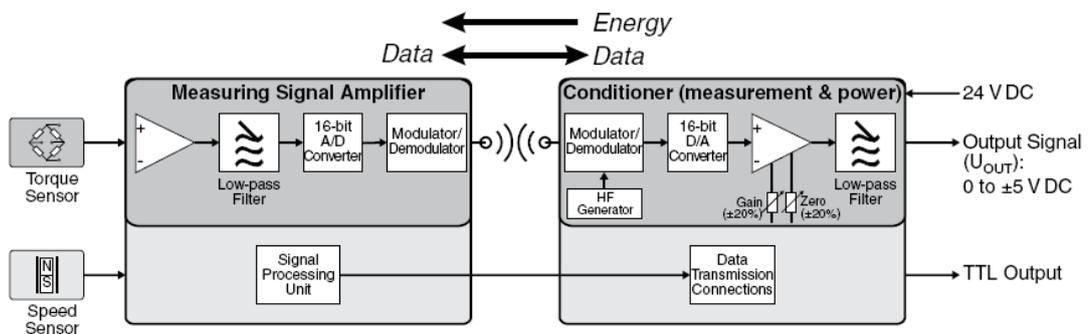 Energy
Data
Data
Measuring Signal Amplifier
Conditioner (measurement & power)
24 V DC
+
-
16-bit
A/D
Converter
Modulator/
Demodulator
Modulator/
Demodulator
16-bit
D/A
Converter
+
-
Output Signal
(UOUT):
0 to ±5 V DC
Torque
Sensor
Low-pass
Filter
HF
Generator
Gain
(±20%)
Zero
(±20%)
Low-pass
Filter
N
S
Speed
Sensor
Signal
Processing
Unit
Data
Transmission
Connections
TTL Output